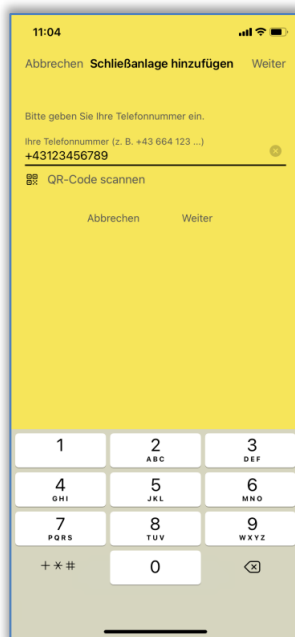 11:04
Abbrechen Schließanlage hinzufügen Weiter
Bitte geben Sie Ihre Telefonnummer ein.
Ihre Telefonnummer (z. B. +43 664 123 ...)
+43123456789
QR-Code scannen
Abbrechen Weiter
1 2 3
ABC DEF
4 5 6
GHI JKL MNO
7 8 9
PQRS TUV WXYZ
+*# 0